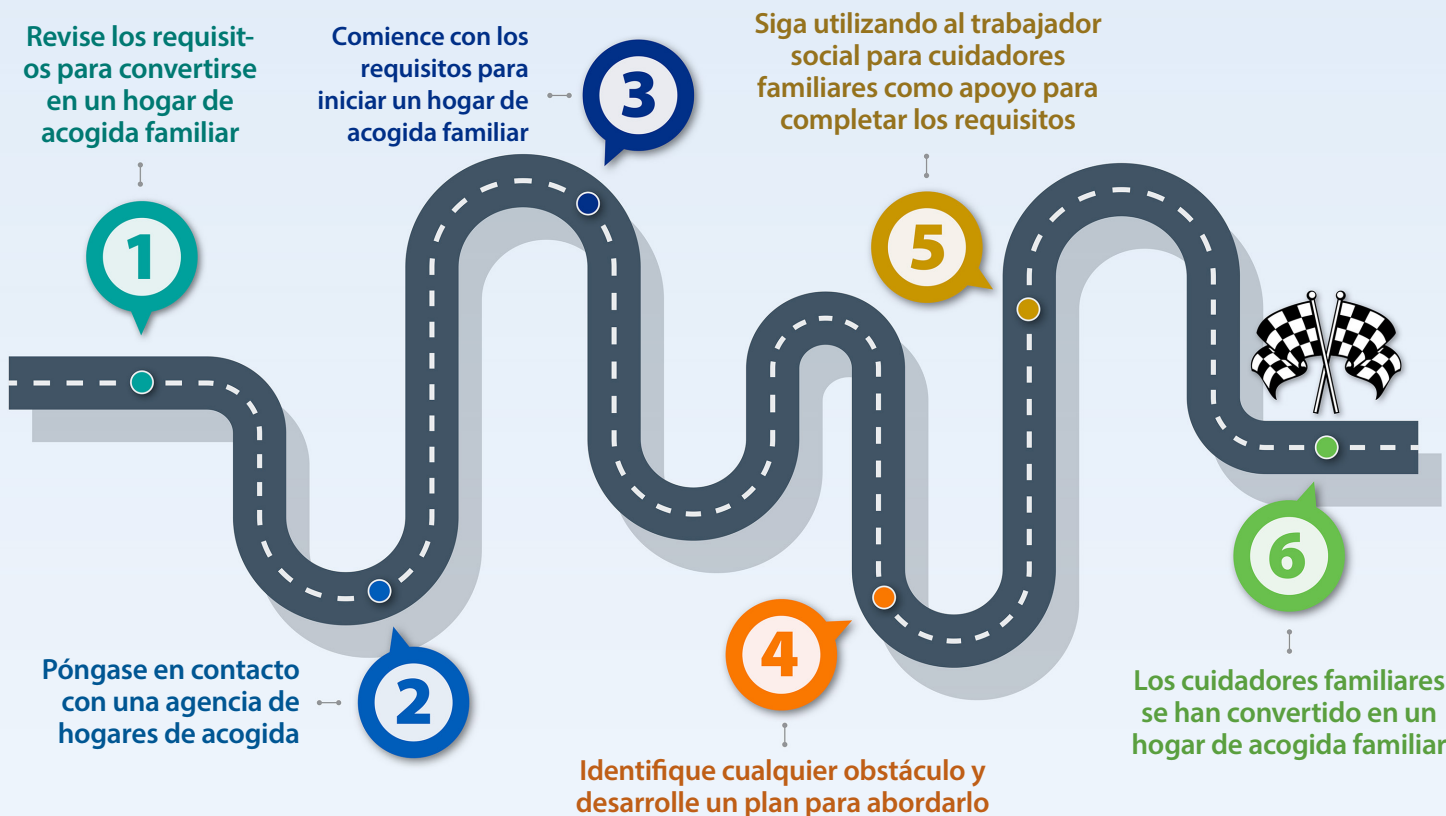 Revise los requisit-
os para convertirse
en un hogar de
acogida familiar
1
Póngase en contacto
con una agencia de
hogares de acogida
2
Comience con los
requisitos para
iniciar un hogar de
acogida familiar
3
4
Identifique cualquier obstáculo y
desarrolle un plan para abordarlo
Siga utilizando al trabajador
social para cuidadores
familiares como apoyo para
completar los requisitos
5
6
Los cuidadores familiares
se han convertido en un
hogar de acogida familiar